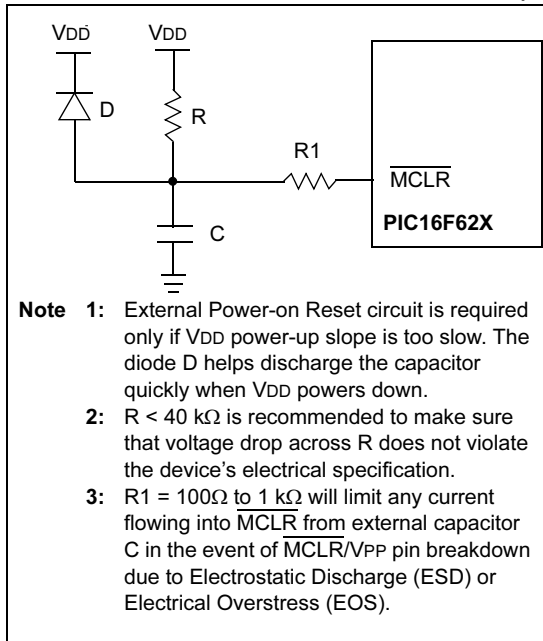 VDD VDD
D
R
R1
MCLR
PIC16F62X
C
Note 1: External Power-on Reset circuit is required
only if VDD power-up slope is too slow. The
diode D helps discharge the capacitor
quickly when VDD powers down.
2: R < 40 kΩ is recommended to make sure
that voltage drop across R does not violate
the device’s electrical specification.
3: R1 = 100Ω to 1 kΩ will limit any current
flowing into MCLR from external capacitor
C in the event of MCLR/VPP pin breakdown
due to Electrostatic Discharge (ESD) or
Electrical Overstress (EOS).